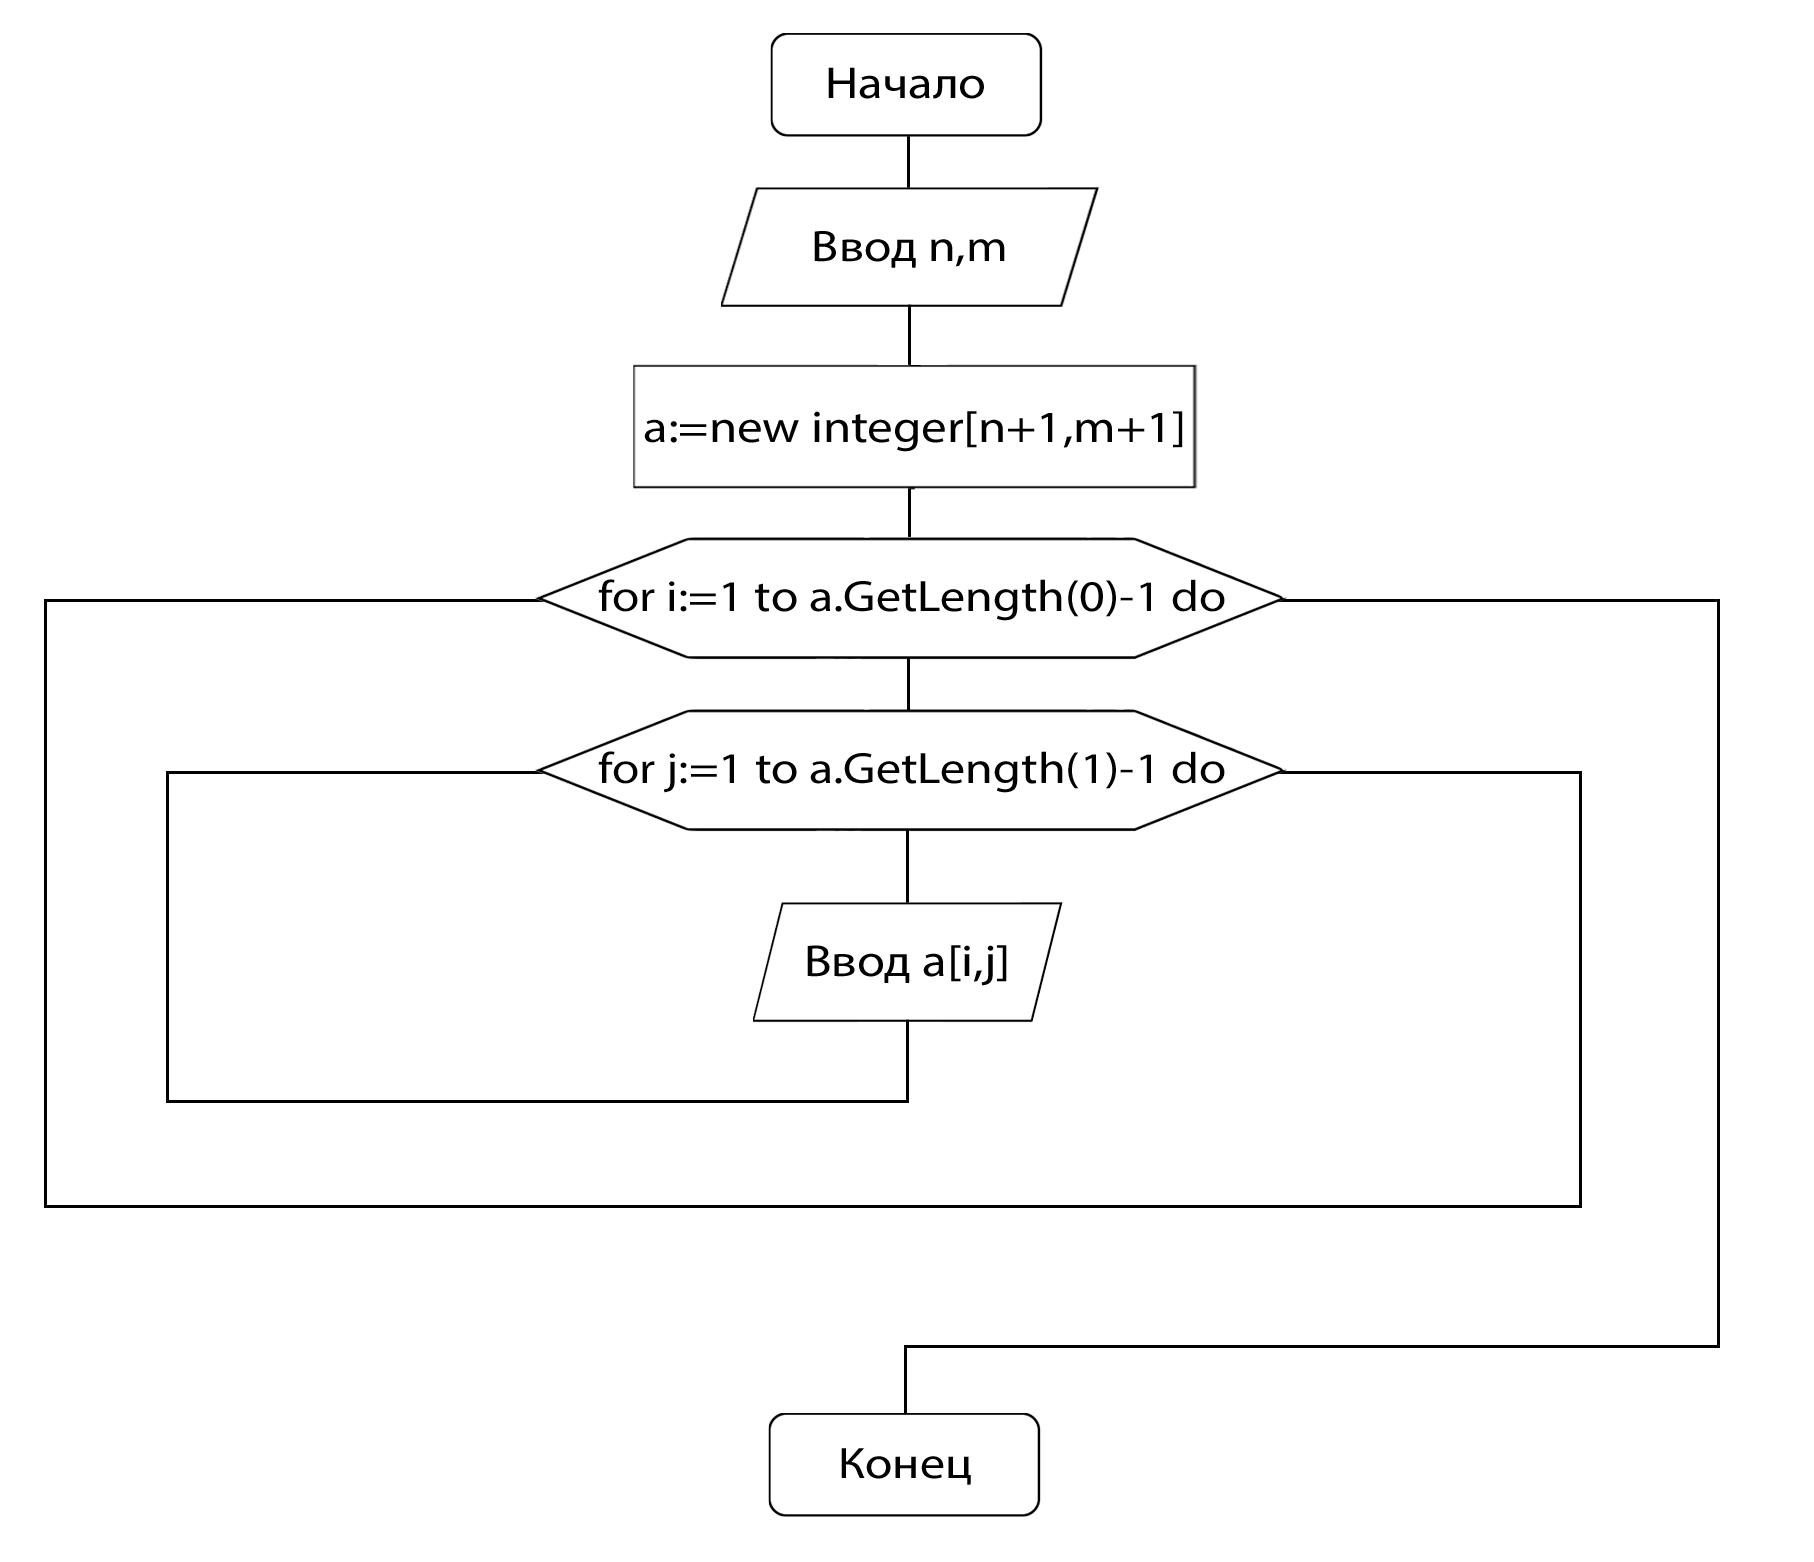 Начало
Ввод n,m
a:=new integer[n+1,m+1]
for i:=1 to a.GetLength(0)-1 do
for j:=1 to a.GetLength(1)-1 do
Ввод a[i,j]
Конец